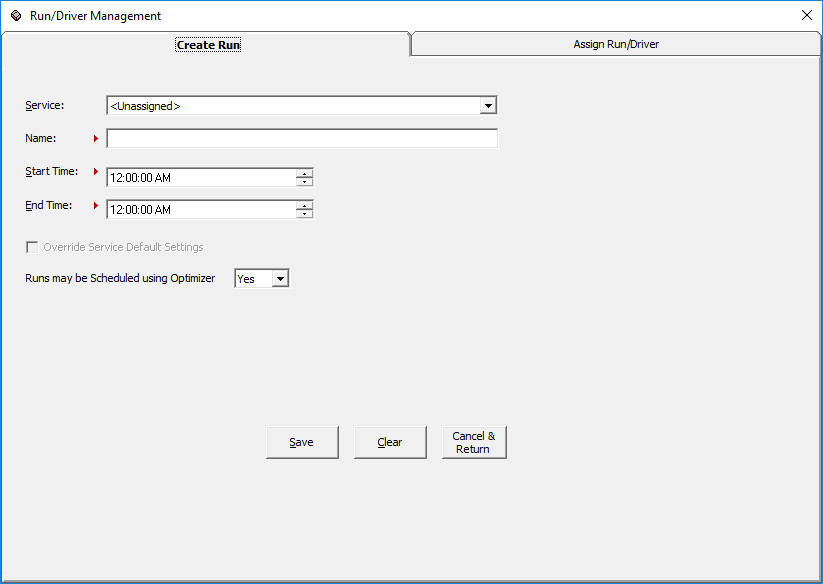 Run/Driver Management
Create Run
Assign Run/Driver
Service:
<Unassigned>
Name:
Start Time:
12:00:00 AM
End Time:
12:00:00 AM
Override Service Default Settings
Runs may be Scheduled using Optimizer
Yes
Save
Clear
Cancel &
Return